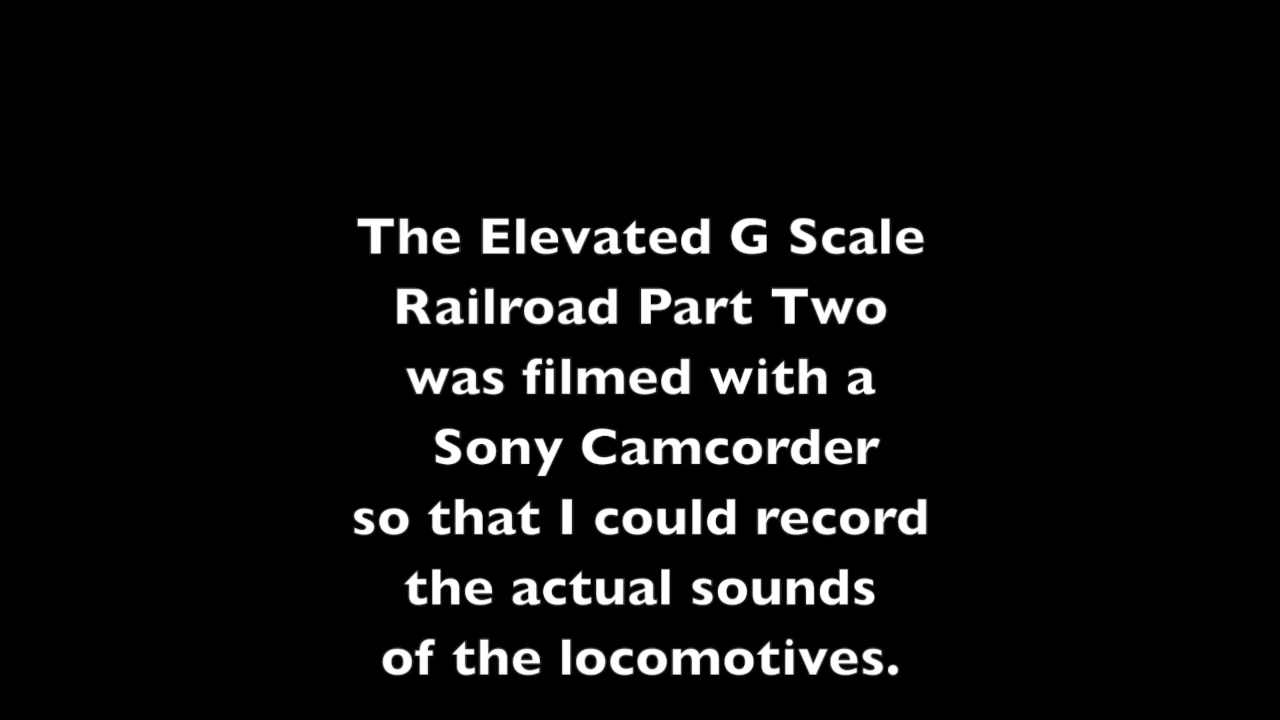 The Elevated G Scale
Railroad Part Two
was filmed with a
Sony Camcorder
so that I could record
the actual sounds
of the locomotives.